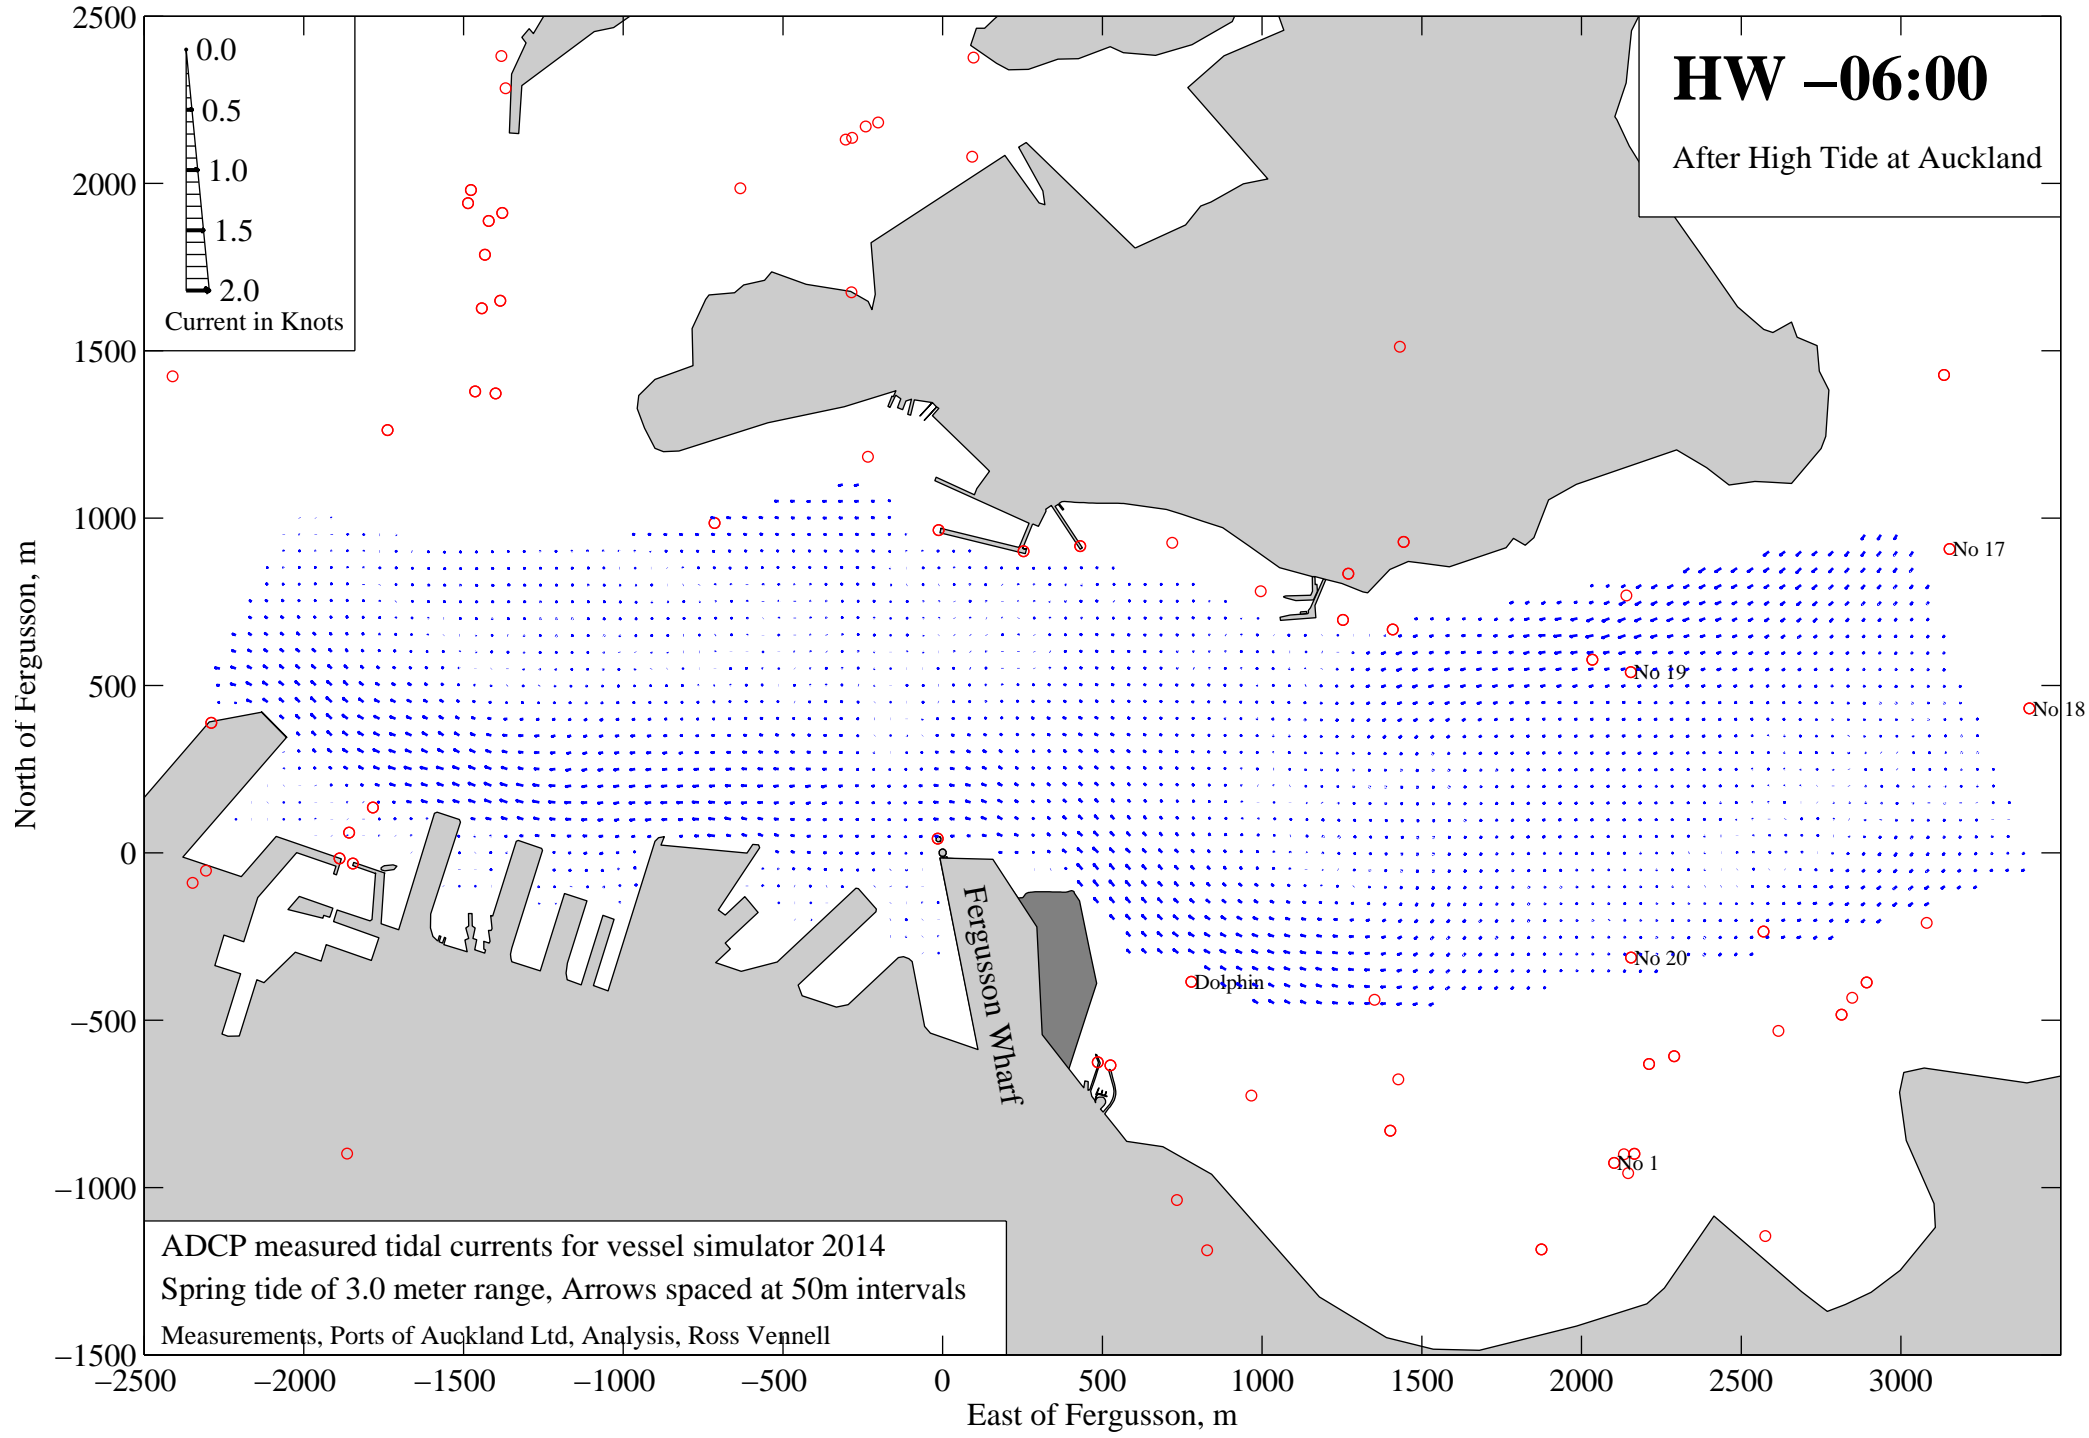 2500
2000
1500
1000
500
0
−500
−1000
−1500
North of Fergusson, m
0.0
0.5
1.0
1.5
2.0
Current in Knots
HW −06:00
After High Tide at Auckland
No 17
No 19
No 18
No 20
Dolphin
No 1
Fergusson Wharf
ADCP measured tidal currents for vessel simulator 2014
Spring tide of 3.0 meter range, Arrows spaced at 50m intervals
Measurements, Ports of Auckland Ltd, Analysis, Ross Vennell
−2500 −2000 −1500 −1000 −500 0 500 1000 1500 2000 2500 3000
East of Fergusson, m